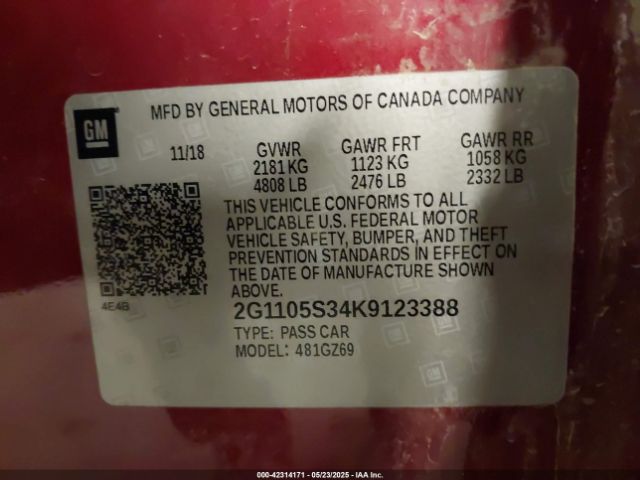 MFD BY GENERAL MOTORS OF CANADA COMPANY
GM
11/18 GVWR GAWR FRT GAWR RR
2181 KG 1123 KG 1058 KG
4808 LB 2476 LB 2332 LB
THIS VEHICLE CONFORMS TO ALL
APPLICABLE U.S. FEDERAL MOTOR
VEHICLE SAFETY, BUMPER, AND THEFT
PREVENTION STANDARDS IN EFFECT ON
THE DATE OF MANUFACTURE SHOWN
ABOVE.
4E4B
2G1105S34K9123388
TYPE: PASS CAR
MODEL: 481GZ69
000-42314171 - 05/23/2025 - IAA Inc.